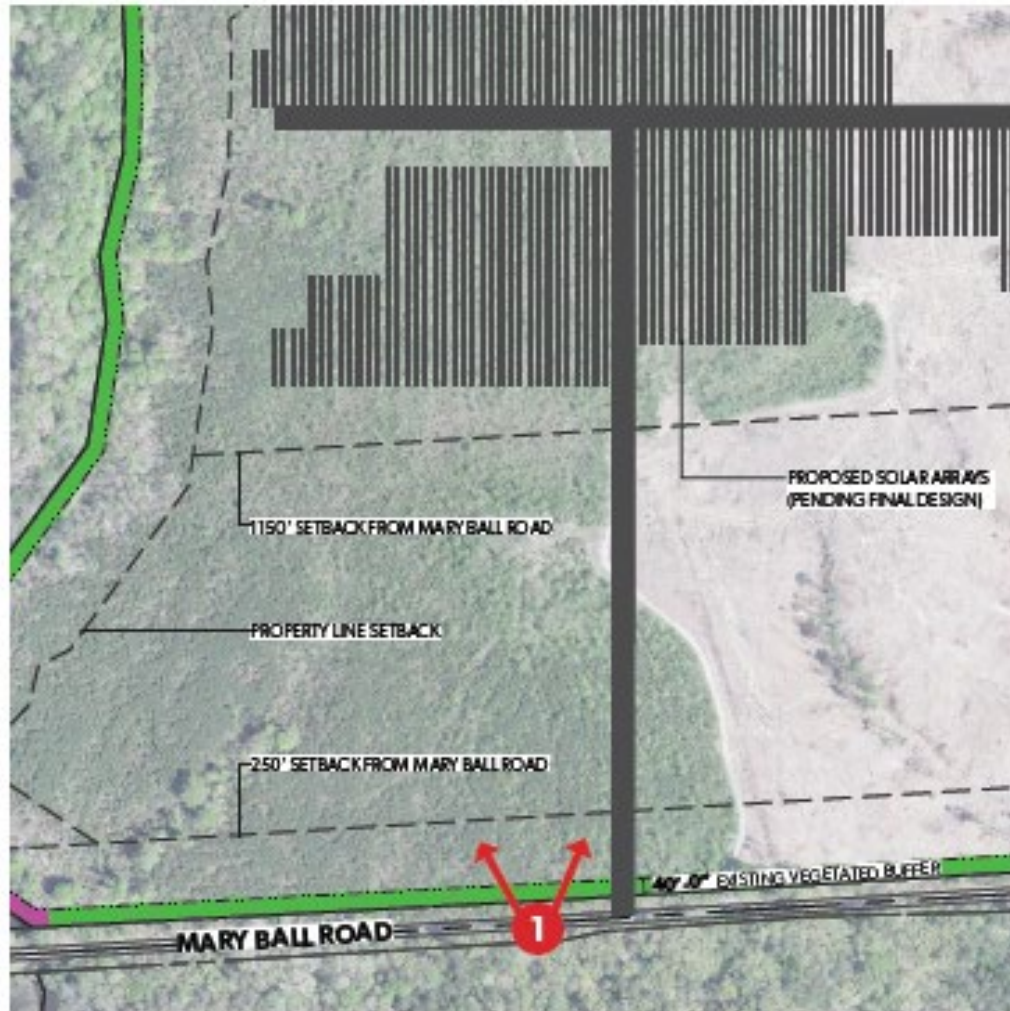 PROPOSED SOLAR ARRAYS
(PENDING FINAL DESIGN)
1150' SETBACK FROM MARY BALL ROAD
PROPERTY LINE SETBACK
250' SETBACK FROM MARY BALL ROAD
40'-0" EXISTING VEGETATED BUFFER
MARY BALL ROAD
1